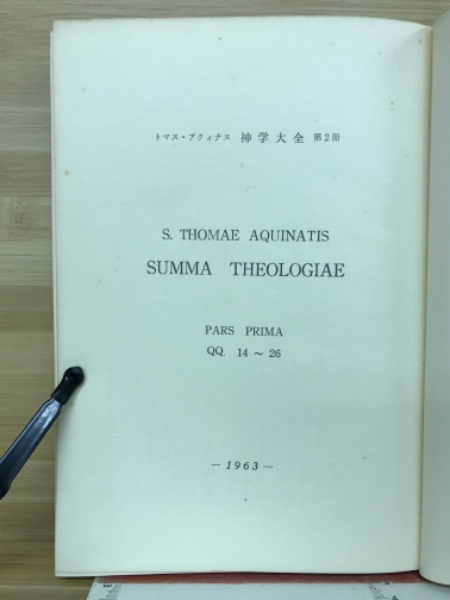 トマス・アクィナス 神学大全 第2冊
S. THOMAE AQUINATIS
SUMMA THEOLOGIAE
PARS PRIMA
QQ. 14 ~ 26
— 1963 —